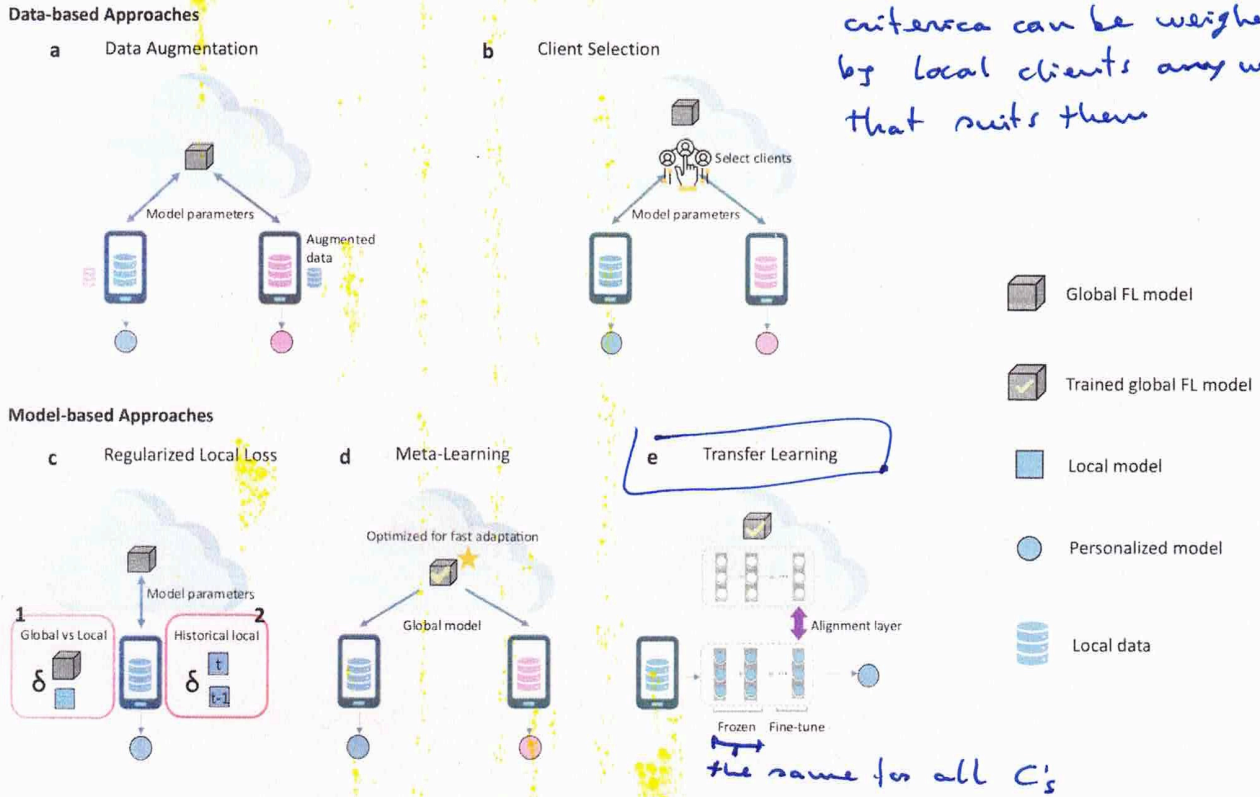 Data-based Approaches
a Data Augmentation
b Client Selection
criterica can be weighe
by Local clients any w
that suits them
Select clients
Model parameters
Model parameters
Augmented
data
Global FL model
Trained global FL model
Model-based Approaches
c Regularized Local Loss
d Meta-Learning
e Transfer Learning
Local model
Optimized for fast adaptation
Personalized model
Model parameters
1
2
Global vs Local
Historical local
Global model
Alignment layer
δ
δ
t
t-1
Local data
Frozen
Fine-tune
the same for all C's